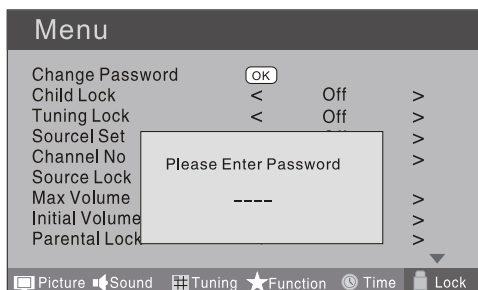 Menu
Change Password OK
Child Lock < Off >
Tuning Lock < Off >
Sourcel Set >
Channel No >
Source Lock
Max Volume >
Initial Volume >
Parental Lock >
Please Enter Password
----
Picture Sound Tuning Function Time Lock